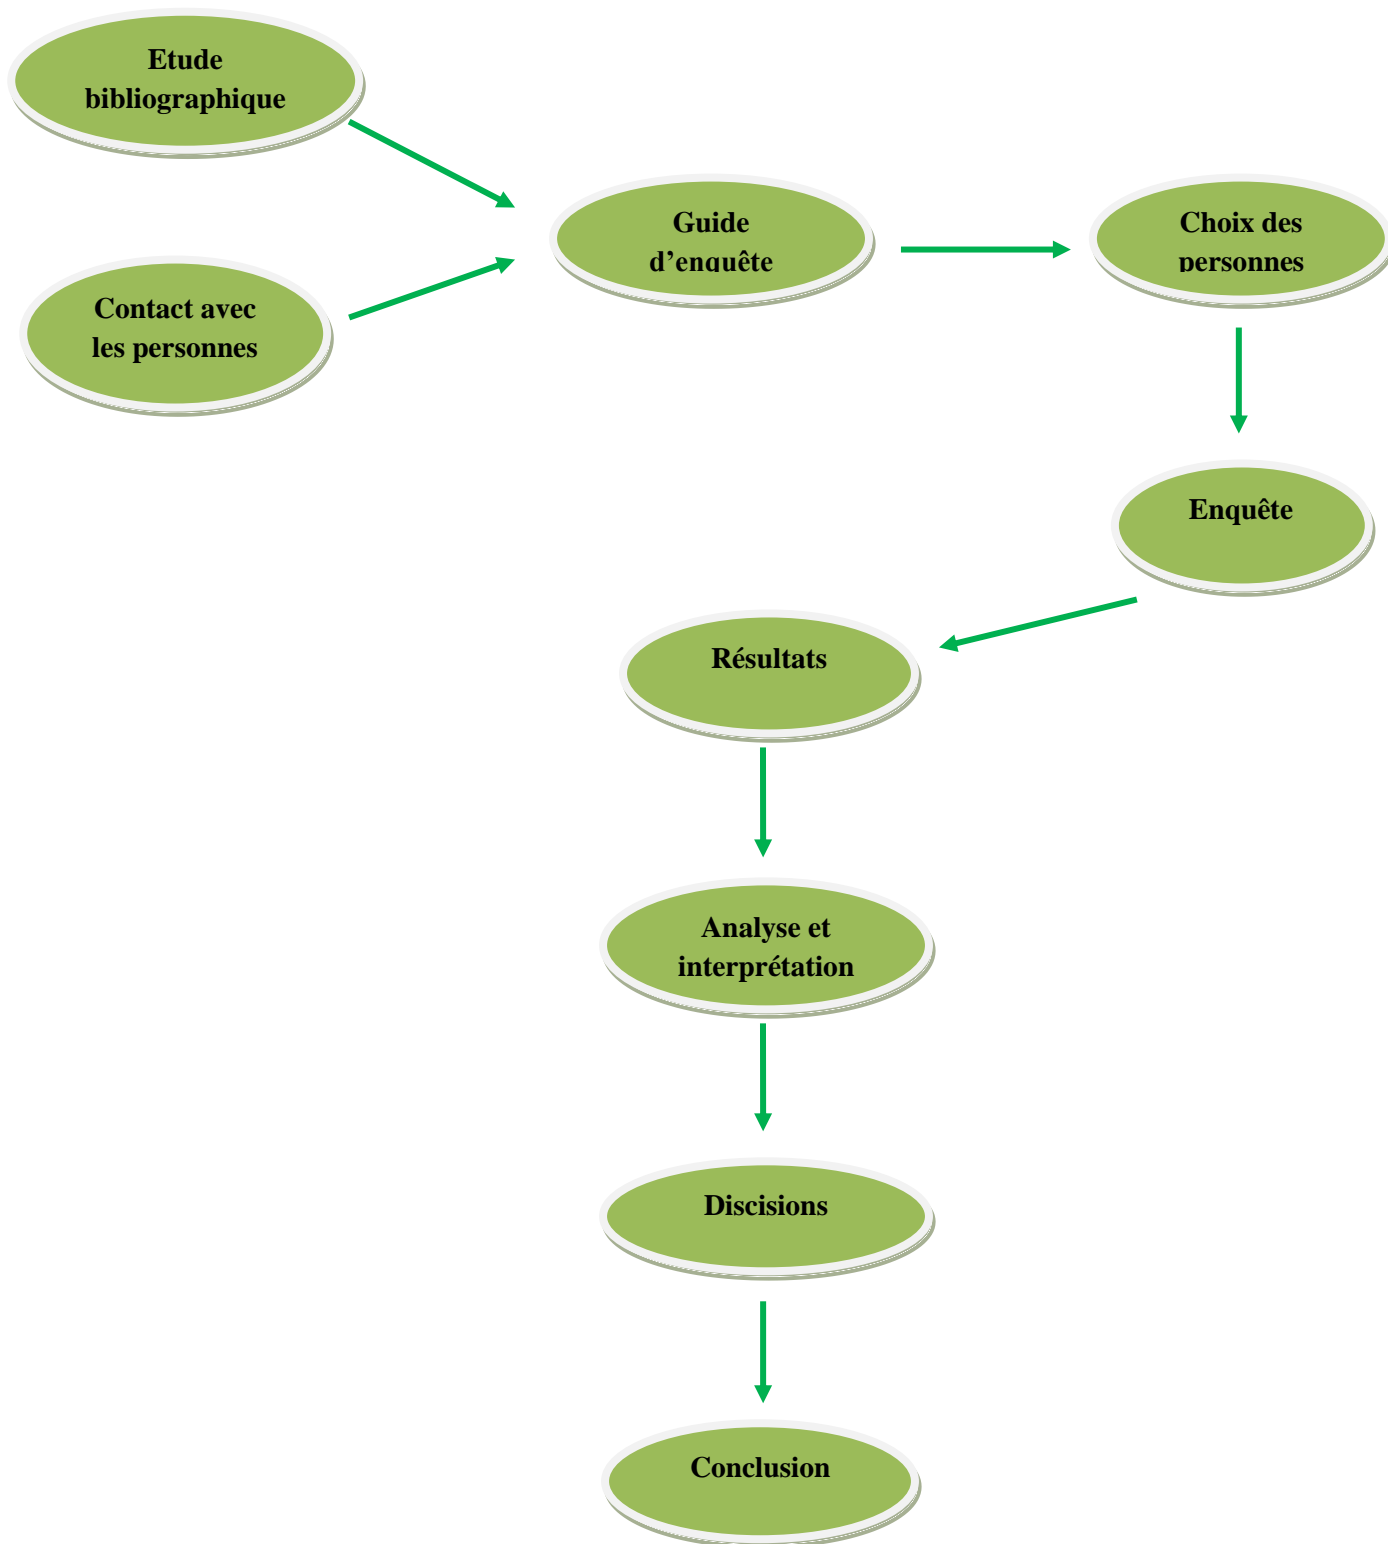 Etude
bibliographique
Contact avec
les personnes
Guide
d’enquête
Choix des
personnes
Enquête
Résultats
Analyse et
interprétation
Discisions
Conclusion